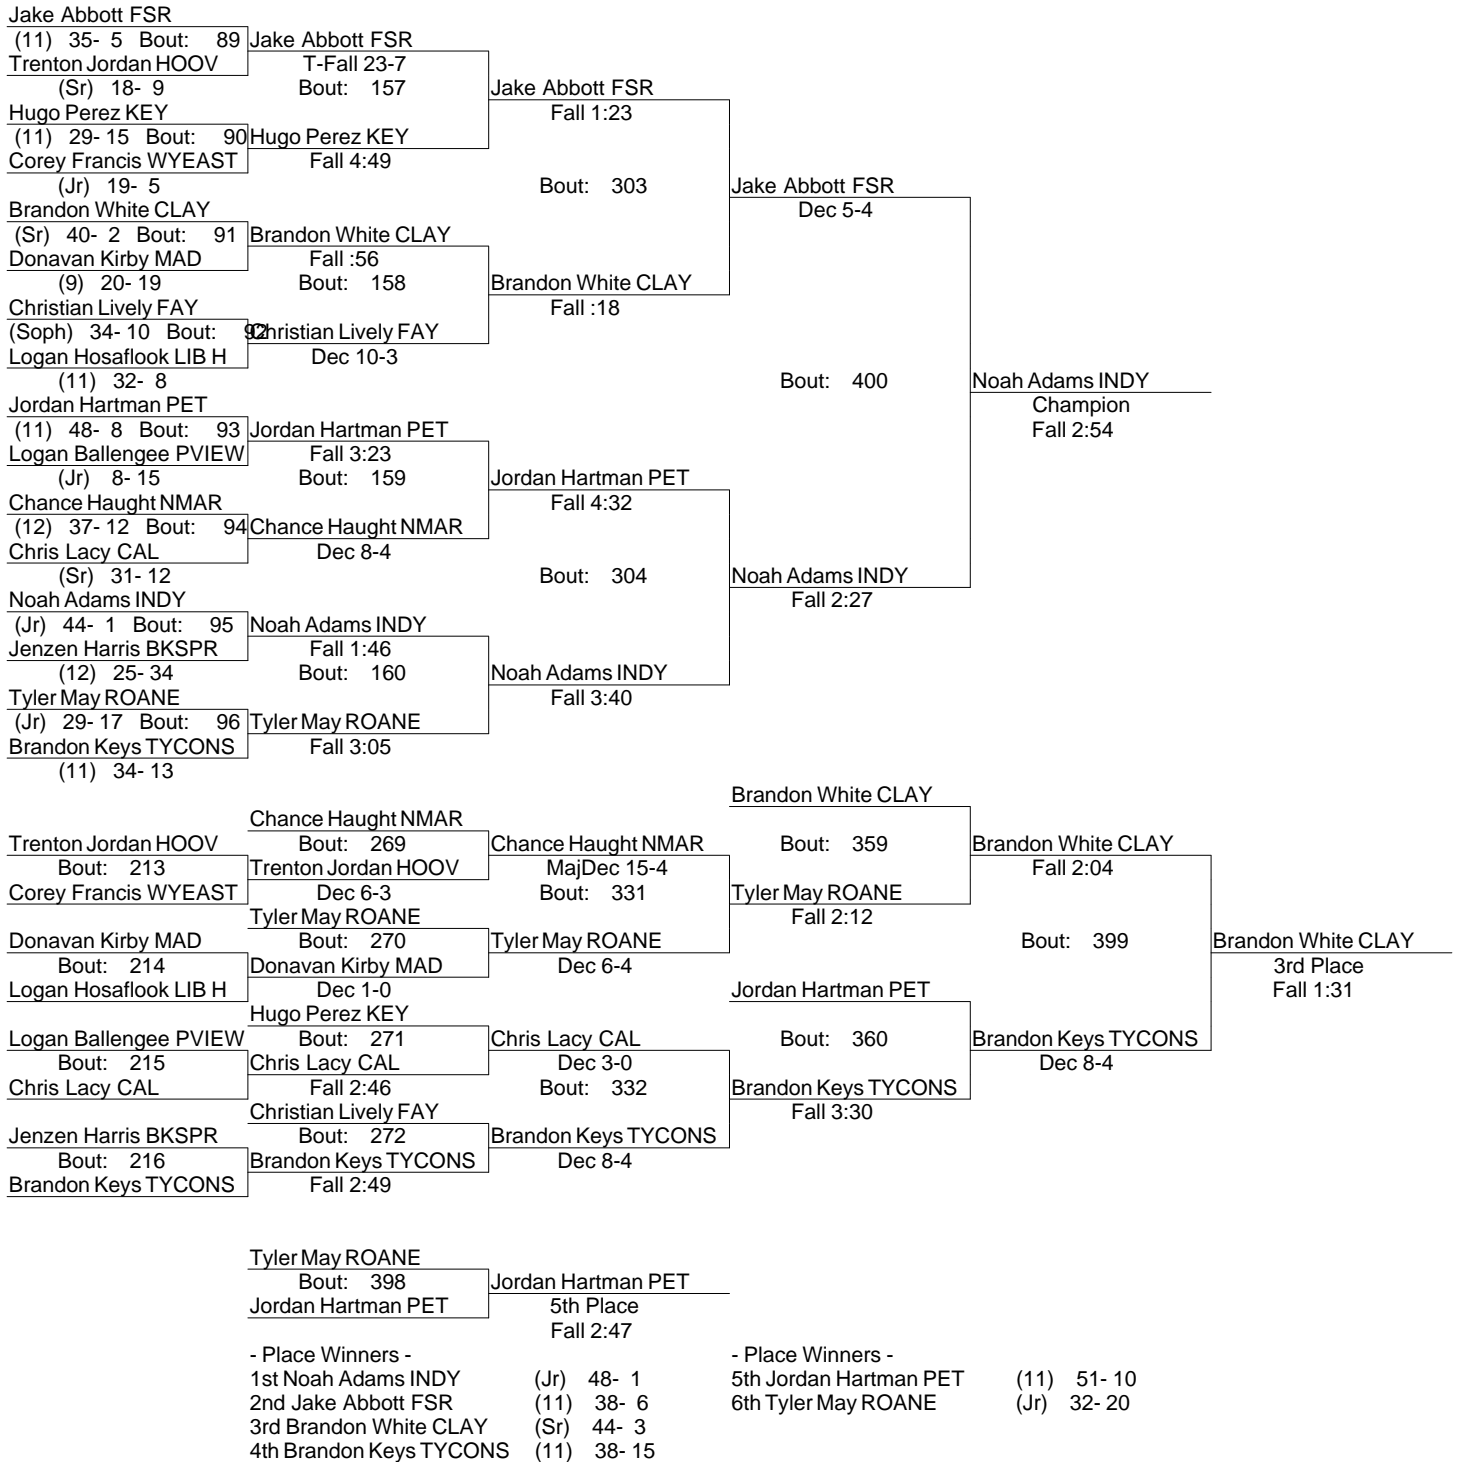 Jake Abbott FSR
(11) 35- 5 Bout: 89 Jake Abbott FSR
Trenton Jordan HOOV T-Fall 23-7
(Sr) 18- 9 Bout: 157 Jake Abbott FSR
Hugo Perez KEY Fall 1:23
(11) 29- 15 Bout: 90 Hugo Perez KEY
Corey Francis WYEAST Fall 4:49
(Jr) 19- 5 Bout: 303 Jake Abbott FSR
Brandon White CLAY Dec 5-4
(Sr) 40- 2 Bout: 91 Brandon White CLAY
Donavan Kirby MAD Fall :56
(9) 20- 19 Bout: 158 Brandon White CLAY
Christian Lively FAY Fall :18
(Soph) 34- 10 Bout: 92 Christian Lively FAY
Logan Hosaflook LIB H Dec 10-3
(11) 32- 8 Bout: 400 Noah Adams INDY
Jordan Hartman PET Champion
(11) 48- 8 Bout: 93 Jordan Hartman PET Fall 2:54
Logan Ballengee PVIEW Fall 3:23
(Jr) 8- 15 Bout: 159 Jordan Hartman PET
Chance Haught NMAR Fall 4:32
(12) 37- 12 Bout: 94 Chance Haught NMAR
Chris Lacy CAL Dec 8-4
(Sr) 31- 12 Bout: 304 Noah Adams INDY
Noah Adams INDY Fall 2:27
(Jr) 44- 1 Bout: 95 Noah Adams INDY
Jenzen Harris BKSPR Fall 1:46
(12) 25- 34 Bout: 160 Noah Adams INDY
Tyler May ROANE Fall 3:40
(Jr) 29- 17 Bout: 96 Tyler May ROANE
Brandon Keys TYCONS Fall 3:05
(11) 34- 13
Brandon White CLAY
Chance Haught NMAR
Trenton Jordan HOOV Bout: 269 Chance Haught NMAR Bout: 359 Brandon White CLAY
Bout: 213 Trenton Jordan HOOV MajDec 15-4 Fall 2:04
Corey Francis WYEAST Dec 6-3 Bout: 331 Tyler May ROANE
Tyler May ROANE Fall 2:12
Donavan Kirby MAD Bout: 270 Tyler May ROANE Bout: 399 Brandon White CLAY
Bout: 214 Donavan Kirby MAD Dec 6-4 3rd Place
Logan Hosaflook LIB H Dec 1-0 Jordan Hartman PET Fall 1:31
Hugo Perez KEY
Logan Ballengee PVIEW Bout: 271 Chris Lacy CAL Bout: 360 Brandon Keys TYCONS
Bout: 215 Chris Lacy CAL Dec 3-0 Dec 8-4
Chris Lacy CAL Fall 2:46 Bout: 332 Brandon Keys TYCONS
Christian Lively FAY Fall 3:30
Jenzen Harris BKSPR Bout: 272 Brandon Keys TYCONS
Bout: 216 Brandon Keys TYCONS Dec 8-4
Brandon Keys TYCONS Fall 2:49
Tyler May ROANE
Bout: 398 Jordan Hartman PET
Jordan Hartman PET 5th Place
Fall 2:47
- Place Winners - - Place Winners -
1st Noah Adams INDY (Jr) 48- 1 5th Jordan Hartman PET (11) 51- 10
2nd Jake Abbott FSR (11) 38- 6 6th Tyler May ROANE (Jr) 32- 20
3rd Brandon White CLAY (Sr) 44- 3
4th Brandon Keys TYCONS (11) 38- 15